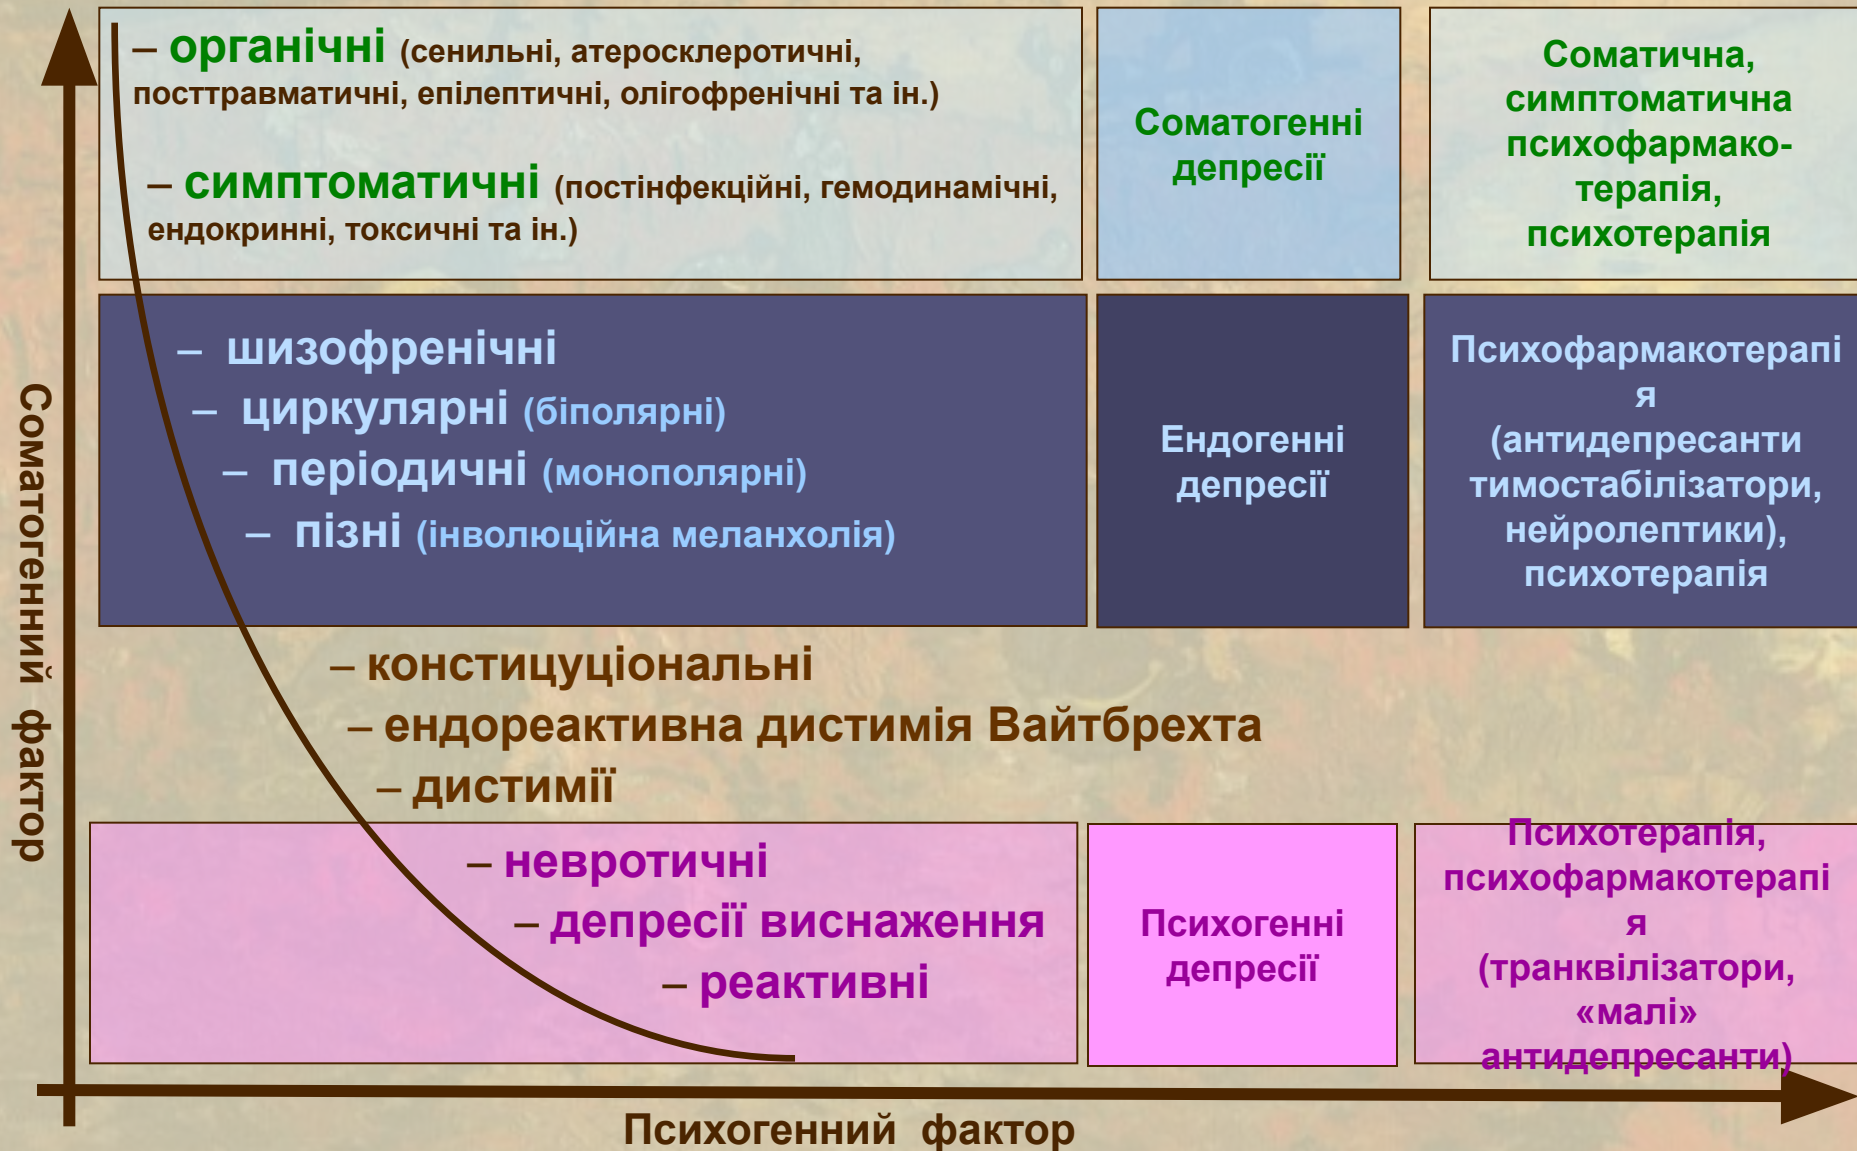 – органічні (сенильні, атеросклеротичні,
посттравматичні, епілептичні, олігофренічні та ін.)
– симптоматичні (постінфекційні, гемодинамічні,
ендокринні, токсичні та ін.)
Соматогенні
депресії
Соматична,
симптоматична
психофармако-
терапія,
психотерапія
– шизофренічні
– циркулярні (біполярні)
– періодичні (монополярні)
– пізні (інволюційна меланхолія)
Ендогенні
депресії
Психофармакотерапі
я
(антидепресанти
тимостабілізатори,
нейролептики),
психотерапія
– констицуціональні
– ендореактивна дистимія Вайтбрехта
– дистимії
– невротичні
– депресії виснаження
– реактивні
Психогенні
депресії
Психотерапія,
психофармакотерапі
я
(транквілізатори,
«малі»
антидепресанти)
Соматогенний фактор
Психогенний фактор